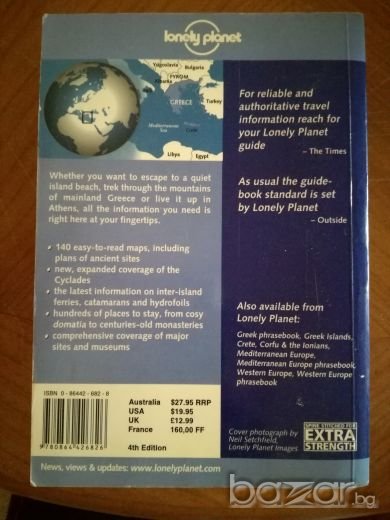 lonely planet
Yugoslavia
Bulgaria
FYROM
Albania
GREECE
Turkey
Mediterranean
Sea
Crete
Libya
Egypt
For reliable and
authoritative travel
information reach for
your Lonely Planet
guide
– The Times
As usual the guide-
book standard is set
by Lonely Planet
– Outside
Whether you want to escape to a quiet
island beach, trek through the mountains
of mainland Greece or live it up in
Athens, all the information you need is
right here at your fingertips.
• 140 easy-to-read maps, including
plans of ancient sites
• new, expanded coverage of the
Cyclades
• the latest information on inter-island
ferries, catamarans and hydrofoils
• hundreds of places to stay, from cosy
domatia to centuries-old monasteries
• comprehensive coverage of major
sites and museums
Also available from
Lonely Planet:
Greek phrasebook, Greek Islands,
Crete, Corfu & the Ionians,
Mediterranean Europe,
Mediterranean Europe phrasebook,
Western Europe, Western Europe
phrasebook
ISBN 0-86442-682-8
9 780864 426826
Australia $27.95 RRP
USA $19.95
UK £12.99
France 160,00 FF
4th Edition
Cover photograph by
Neil Setchfield,
Lonely Planet Images
SPINE STITCHED FOR
EXTRA
STRENGTH
News, views & updates: www.lonelyplanet.com
bazar.bg